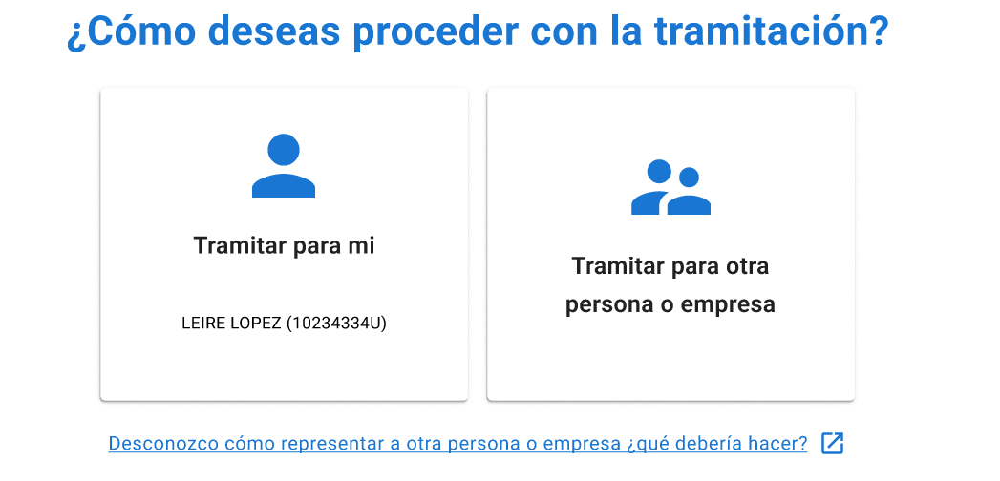 ¿Cómo deseas proceder con la tramitación?
Tramitar para mi
LEIRE LOPEZ (10234334U)
Tramitar para otra
persona o empresa
Desconozco cómo representar a otra persona o empresa ¿qué debería hacer?